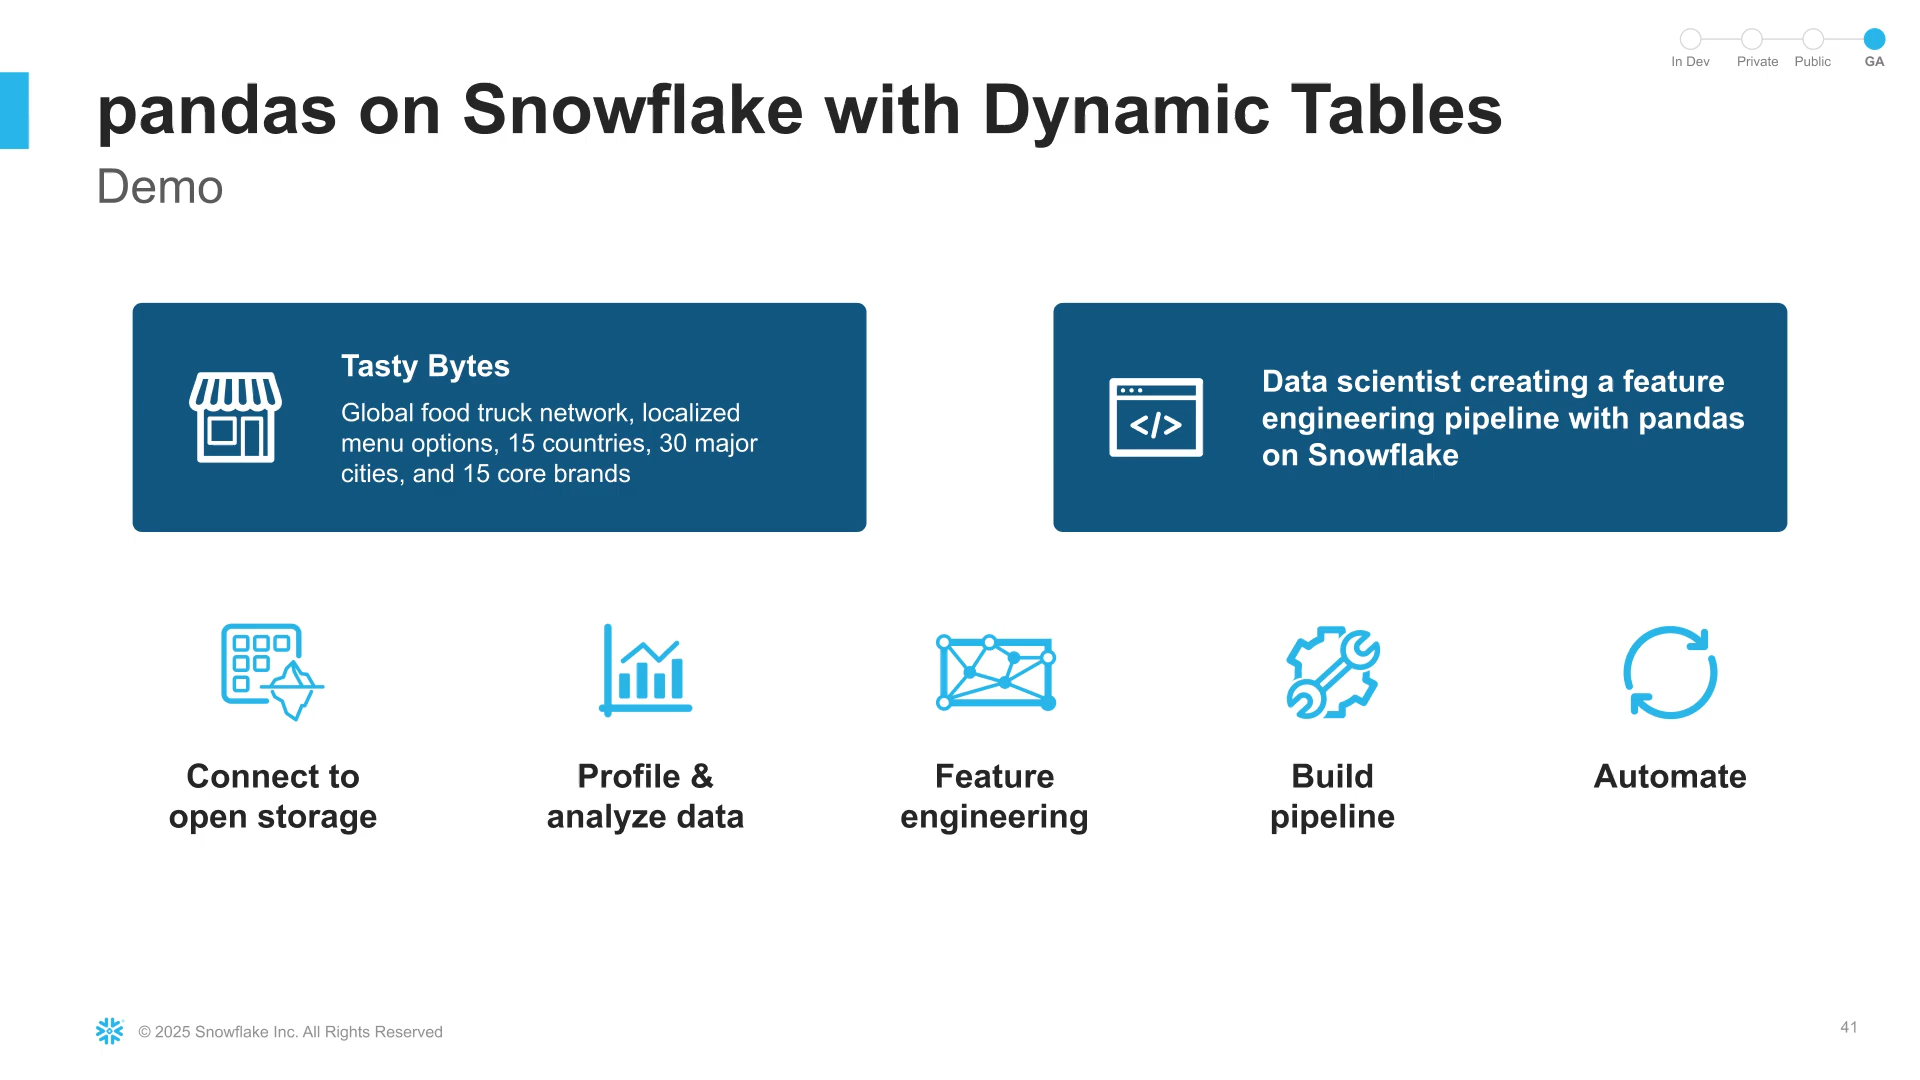 In Dev Private Public GA
pandas on Snowflake with Dynamic Tables
Demo
Tasty Bytes
Global food truck network, localized
menu options, 15 countries, 30 major
cities, and 15 core brands
</>
Data scientist creating a feature
engineering pipeline with pandas
on Snowflake
Connect to
open storage
Profile &
analyze data
Feature
engineering
Build
pipeline
Automate
© 2025 Snowflake Inc. All Rights Reserved
41